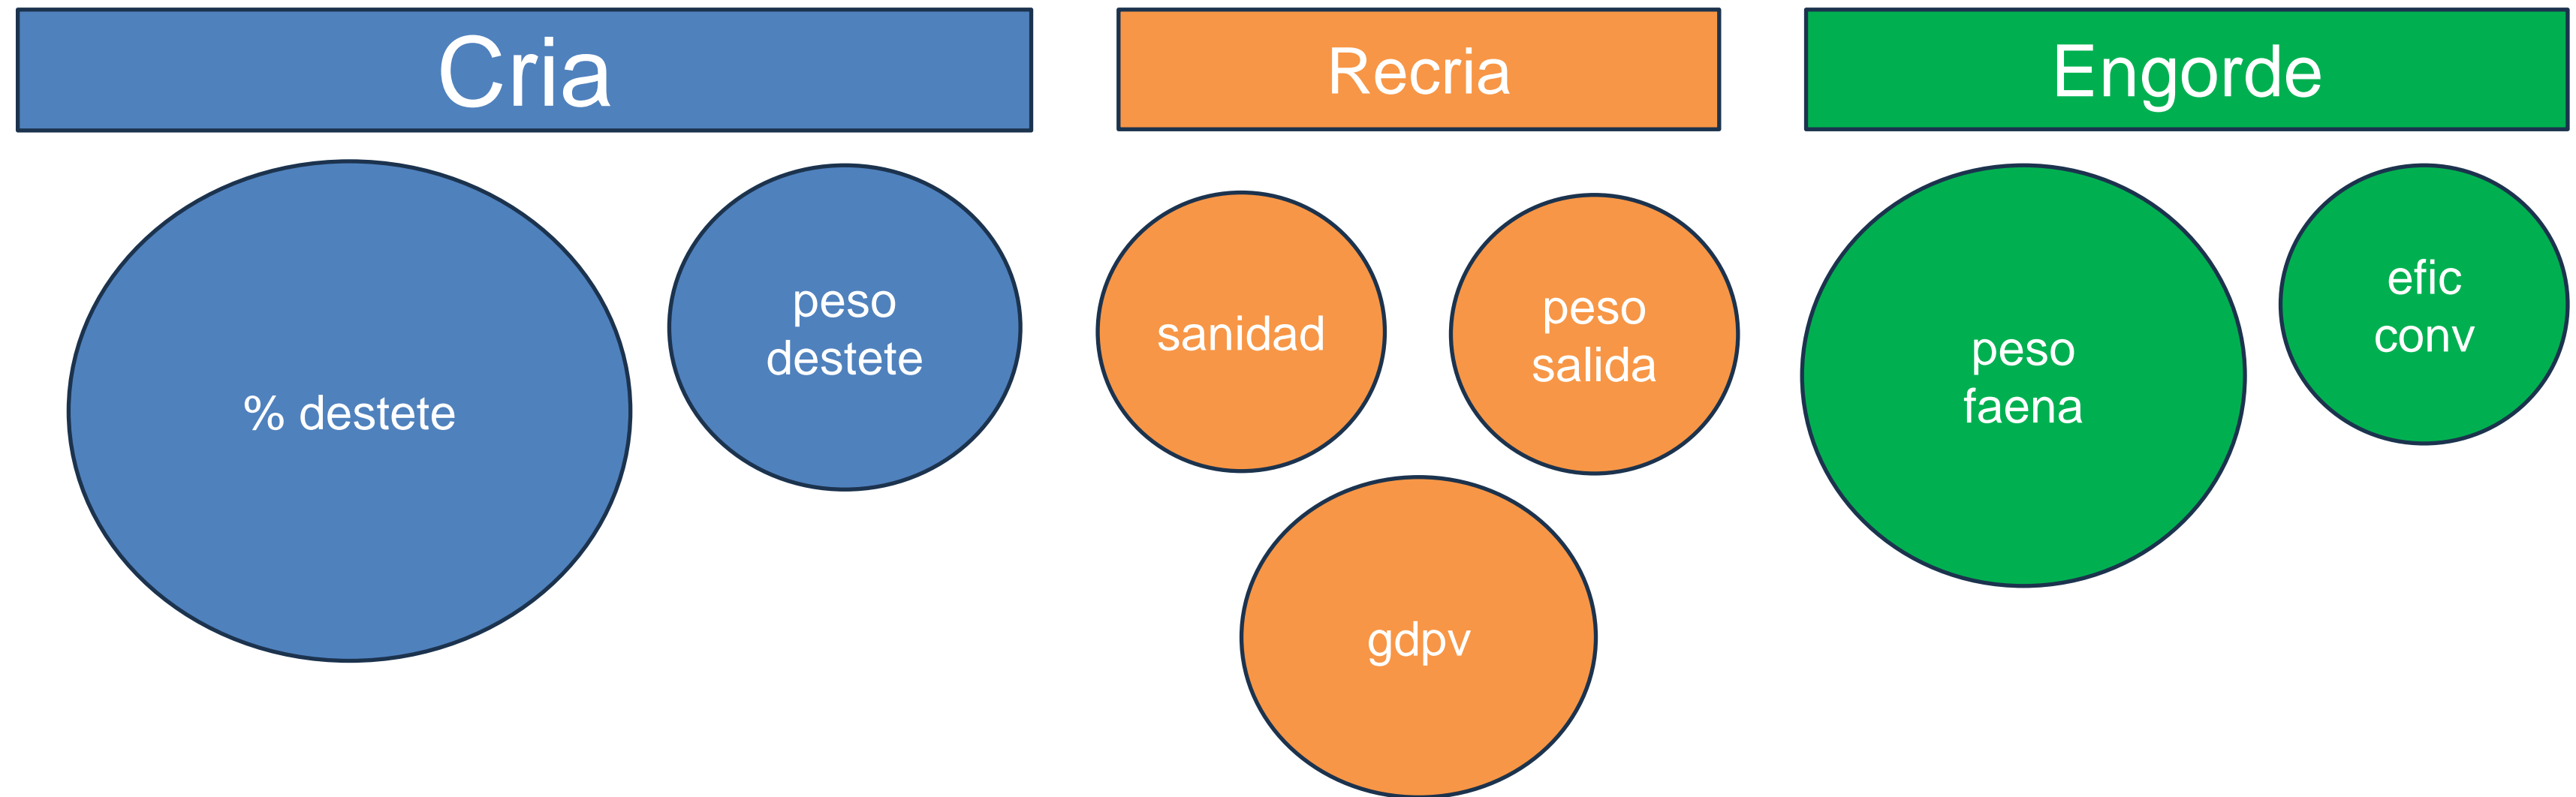 Cria
Recria
Engorde
% destete
peso
destete
sanidad
peso
salida
gdpv
peso
faena
efic
conv